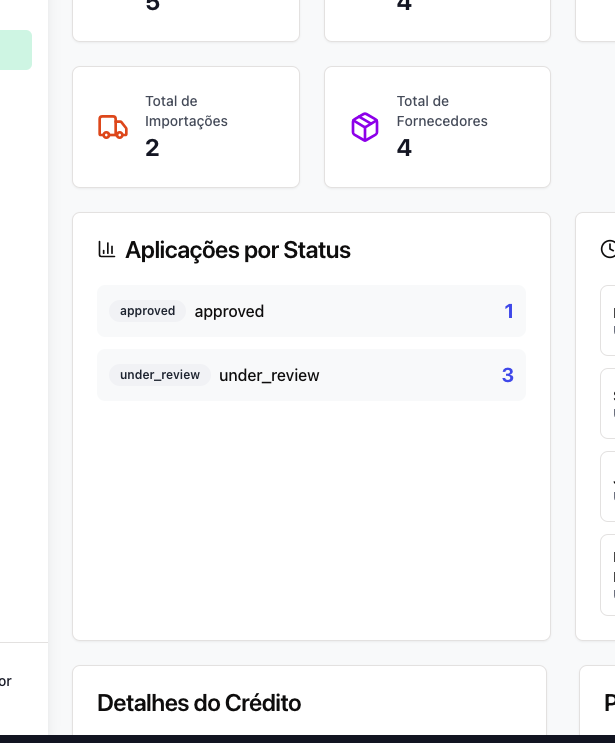 5
4
Total de
Importações
2
Total de
Fornecedores
4
Aplicações por Status
approved approved 1
under_review under_review 3
or
Detalhes do Crédito
P